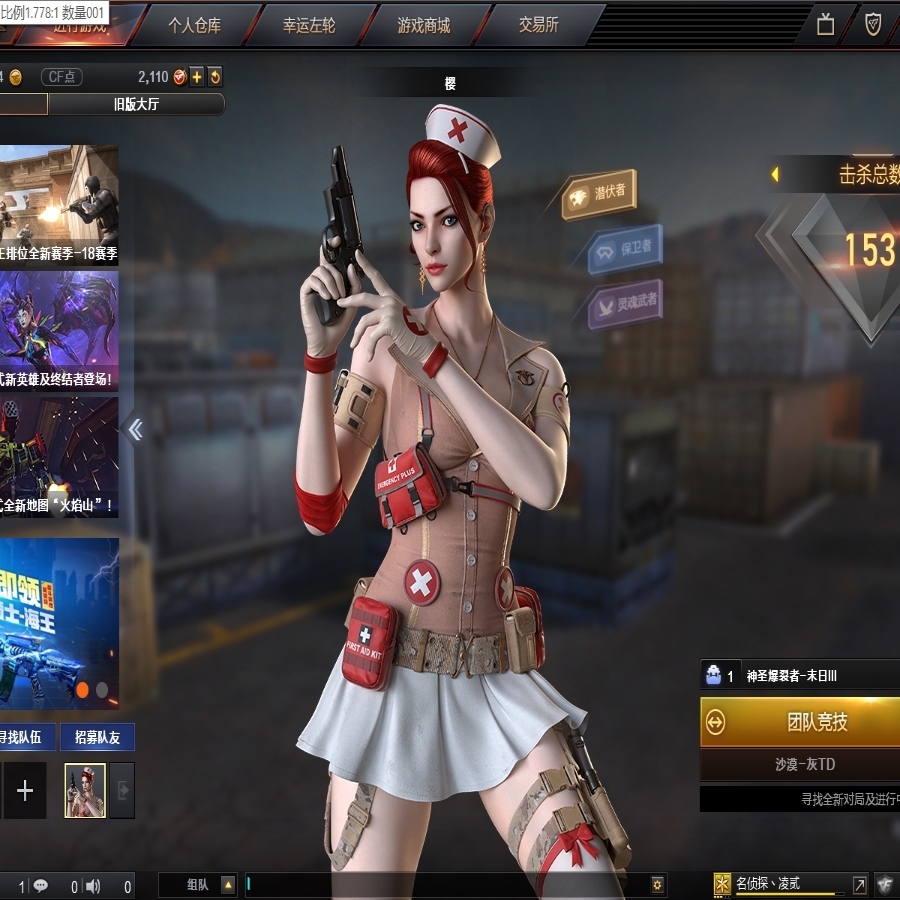 比例1.778:1 数量001
进行游戏
个人仓库
幸运左轮
游戏商城
交易所
4
CF点
2,110
旧版大厅
樱
潜伏者
保卫者
灵魂武者
击杀总数
153
王排位全新赛季-18赛季
式新英雄及终结者登场!
式全新地图“火焰山”!
即领
士-海王
寻找队伍
招募队友
EMERGENCY PLUS
FIRST AID KIT
1 神圣爆裂者-末日III
团队竞技
沙漠-灰TD
寻找全新对局及进行中
1
0
0
组队
名侦探丶凌贰